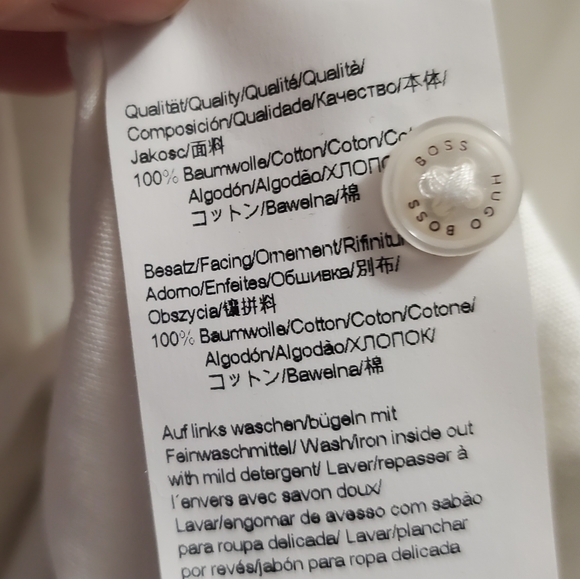 Qualität/Quality/Qualité/Qualità/
Composición/Qualidade/Качество/本体/
Jakosc/面料
100% Baumwolle/Cotton/Coton/
Algodón/Algodão/ХЛОПОК
コットン/Bawelna/棉
BOSS HUGO BOSS
Besatz/Facing/Ornement/Rifinitu
Adorno/Enfeites/Обшивка/別布/
Obszycia/镶拼料
100% Baumwolle/Cotton/Coton/Cotone/
Algodón/Algodão/ХЛОПОК/
コットン/Bawelna/棉
Auf links waschen/bügeln mit
Feinwaschmittel/ Wash/iron inside out
with mild detergent/ Laver/repasser à
l´envers avec savon doux/
Lavar/engomar de avesso com sabão
para roupa delicada/ Lavar/planchar
por revés/jabón para ropa delicada